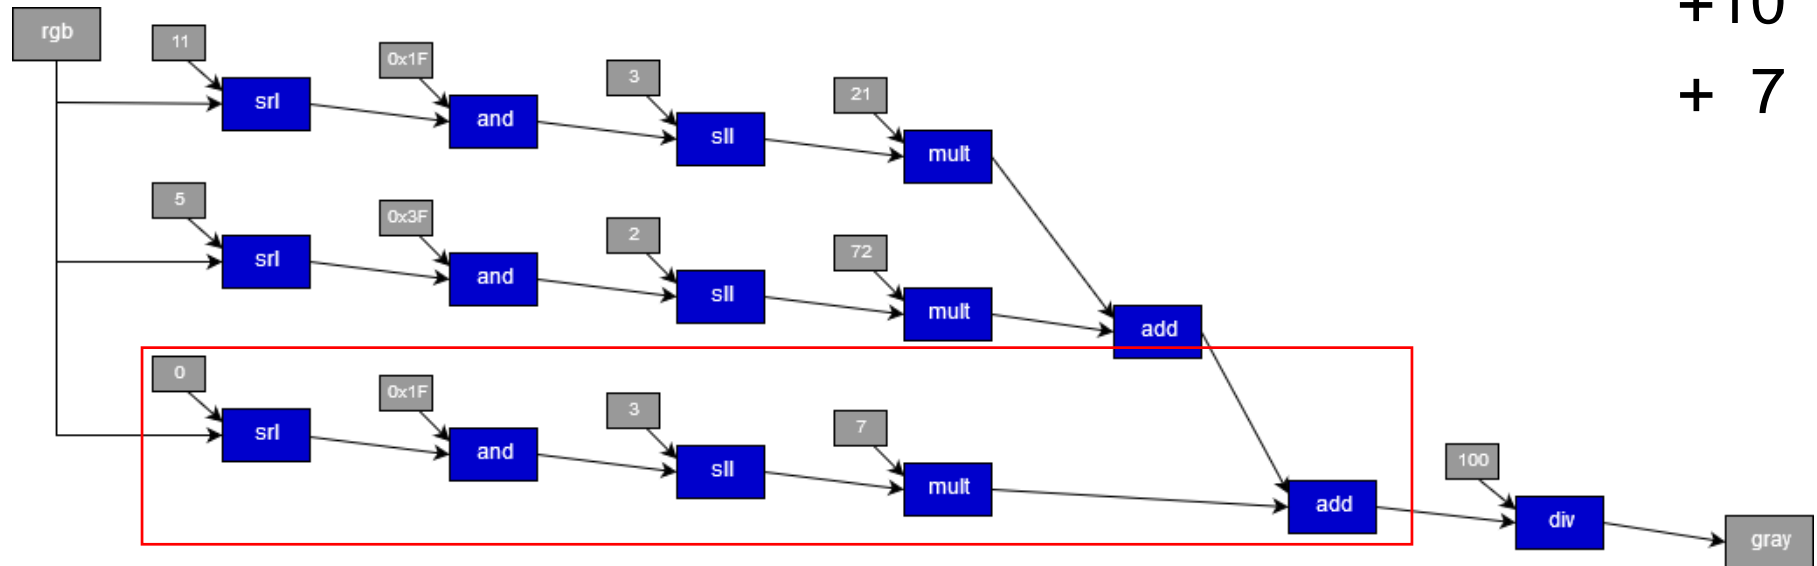 rgb
+10
+ 7
11
srl
0x1F
and
3
sll
21
mult
5
srl
0x3F
and
2
sll
72
mult
add
0
srl
0x1F
and
3
sll
7
mult
add
100
div
gray